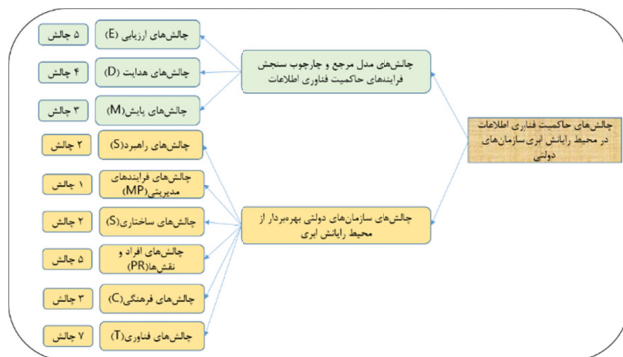 چالش‌های حاکمیت فناوری اطلاعات
در محیط رایانش ابری سازمان‌های
دولتی
چالش‌های مدل مرجع و چارچوب سنجش
فرایندهای حاکمیت فناوری اطلاعات
چالش‌های ارزیابی (E)
۵ چالش
چالش‌های هدایت (D)
۴ چالش
چالش‌های پایش (M)
۳ چالش
چالش‌های سازمان‌های دولتی بهره‌بردار از
محیط رایانش ابری
چالش‌های راهبرد (S)
۲ چالش
چالش‌های فرایندهای
مدیریتی (MP)
۱ چالش
چالش‌های ساختاری (S)
۲ چالش
چالش‌های افراد و
نقش‌ها (PR)
۵ چالش
چالش‌های فرهنگی (C)
۳ چالش
چالش‌های فناوری (T)
۷ چالش